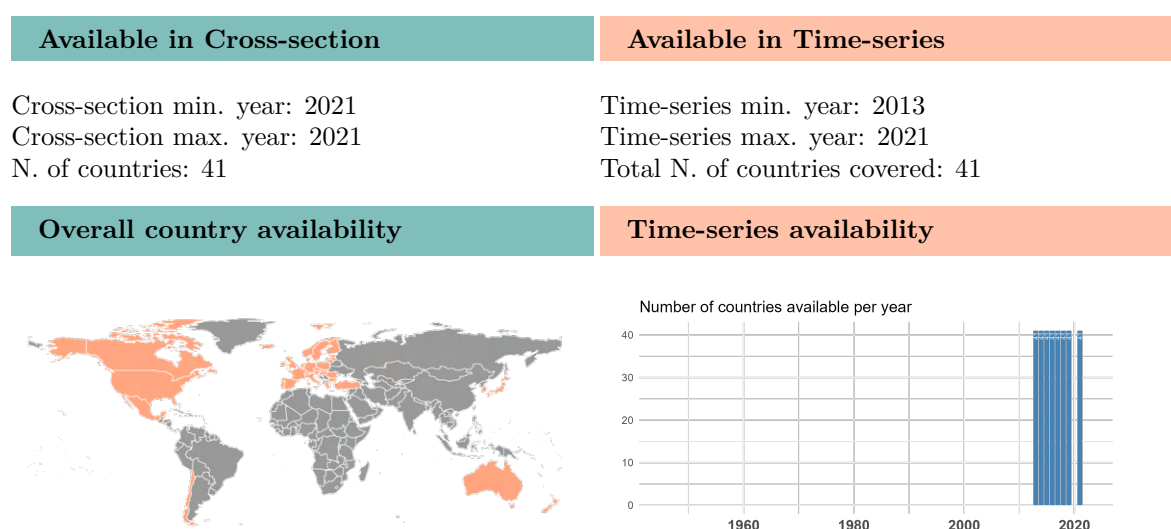 Available in Cross-section
Available in Time-series
Cross-section min. year: 2021
Cross-section max. year: 2021
N. of countries: 41
Time-series min. year: 2013
Time-series max. year: 2021
Total N. of countries covered: 41
Overall country availability
Time-series availability
Number of countries available per year
40
30
20
10
0
1960
1980
2000
2020